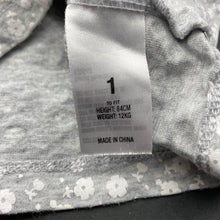 1
TO FIT
HEIGHT: 84CM
WEIGHT: 12KG
MADE IN CHINA